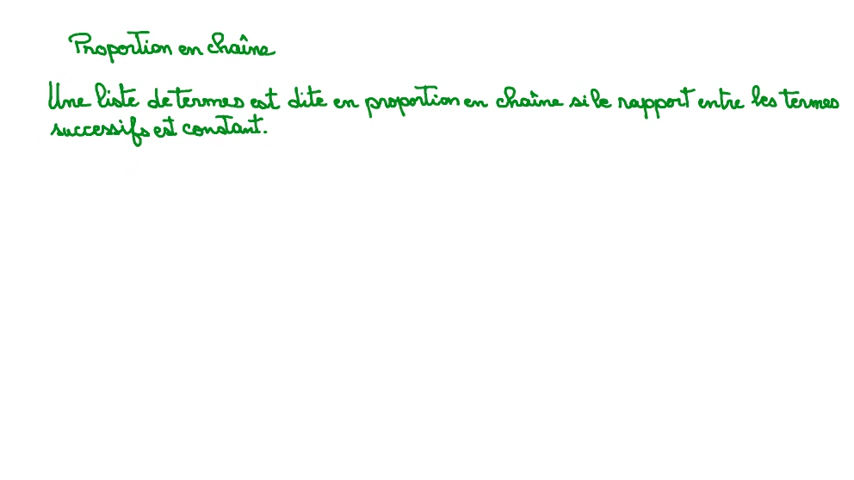 Proportion en chaîne
Une liste de termes est dite en proportion en chaîne si le rapport entre les termes
successifs est constant.